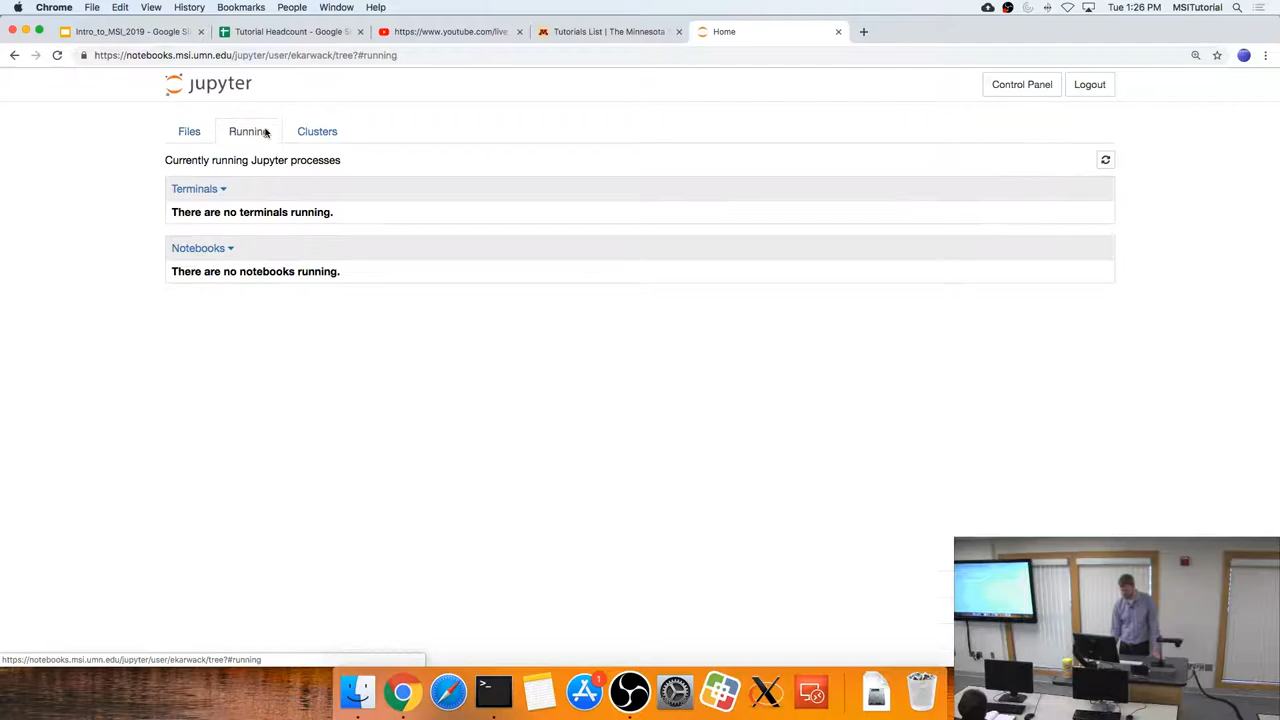 Chrome File Edit View History Bookmarks People Window Help Tue 1:26 PM MSITutorial
Intro_to_MSI_2019 - Google Sli Tutorial Headcount - Google S https://www.youtube.com/live Tutorials List | The Minnesota Home
https://notebooks.msi.umn.edu/jupyter/user/ekarwack/tree?#running
jupyter Control Panel Logout
Files Running Clusters
Currently running Jupyter processes
Terminals
There are no terminals running.
Notebooks
There are no notebooks running.
https://notebooks.msi.umn.edu/jupyter/user/ekarwack/tree?#running
1